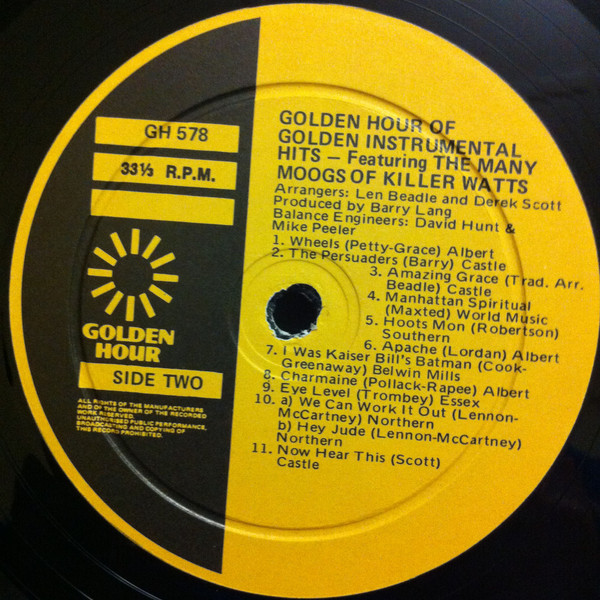 GH 578
33⅓ R.P.M.
GOLDEN HOUR
SIDE TWO
ALL RIGHTS OF THE MANUFACTURERS
AND OF THE OWNER OF THE RECORDED
WORK RESERVED.
UNAUTHORISED PUBLIC PERFORMANCE,
BROADCASTING AND COPYING OF
THIS RECORD PROHIBITED.
GOLDEN HOUR OF
GOLDEN INSTRUMENTAL
HITS — Featuring THE MANY
MOOGS OF KILLER WATTS
Arrangers: Len Beadle and Derek Scott
Produced by Barry Lang
Balance Engineers: David Hunt &
Mike Peeler
1. Wheels (Petty-Grace) Albert
2. The Persuaders (Barry) Castle
3. Amazing Grace (Trad. Arr.
Beadle) Castle
4. Manhattan Spiritual
(Maxted) World Music
5. Hoots Mon (Robertson)
Southern
6. Apache (Lordan) Albert
7. I Was Kaiser Bill's Batman (Cook-
Greenaway) Belwin Mills
8. Charmaine (Pollack-Rapee) Albert
9. Eye Level (Trombey) Essex
10. a) We Can Work It Out (Lennon-
McCartney) Northern
b) Hey Jude (Lennon-McCartney)
Northern
11. Now Hear This (Scott)
Castle